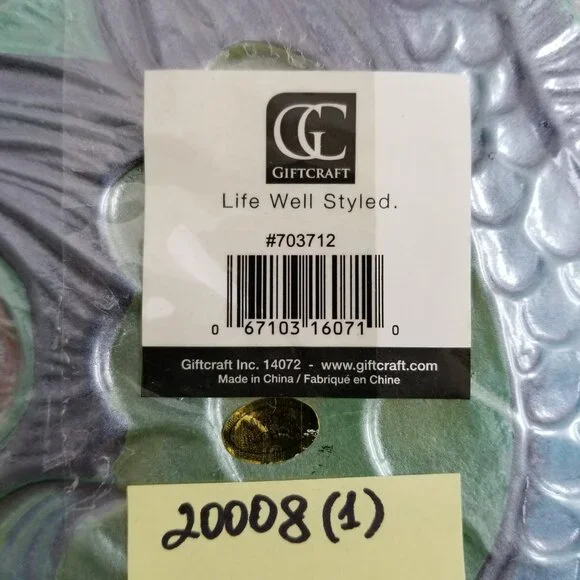 GC
GIFTCRAFT
Life Well Styled.
#703712
0 67103 16071 0
Giftcraft Inc. 14072 - www.giftcraft.com
Made in China / Fabriqué en Chine
20008 (1)